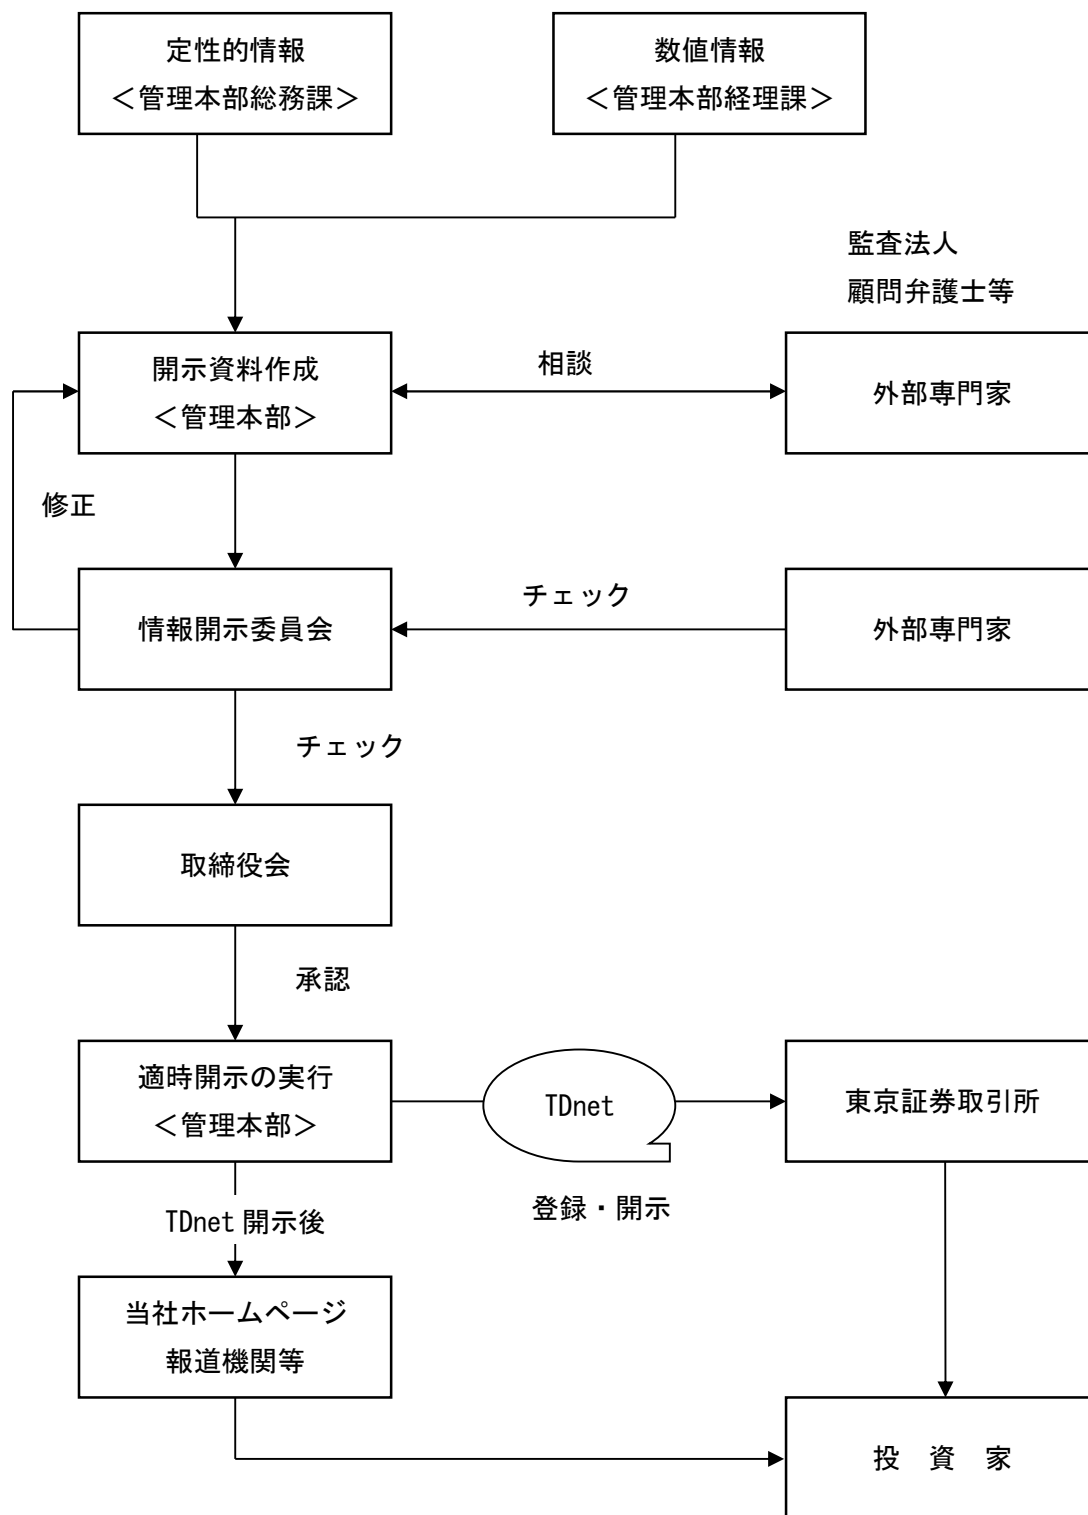 定性的情報
＜管理本部総務課＞
数値情報
＜管理本部経理課＞
監査法人
顧問弁護士等
開示資料作成
＜管理本部＞
相談
外部専門家
修正
情報開示委員会
チェック
外部専門家
チェック
取締役会
承認
適時開示の実行
＜管理本部＞
TDnet
東京証券取引所
登録・開示
TDnet 開示後
当社ホームページ
報道機関等
投　資　家